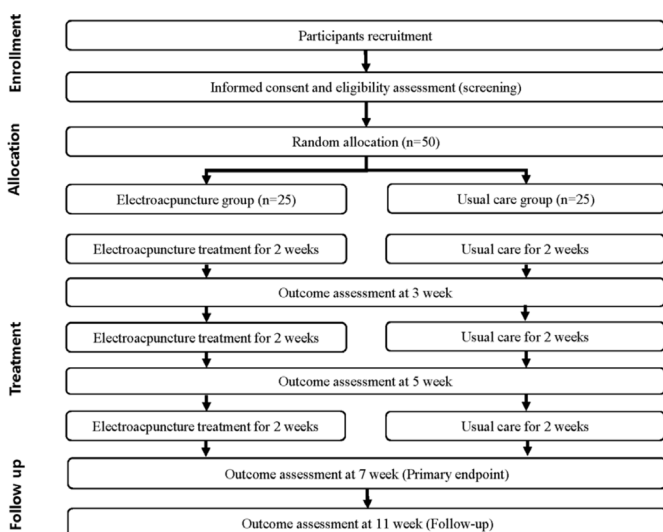 Enrollment
Participants recruitment
Informed consent and eligibility assessment (screening)
Allocation
Random allocation (n=50)
Electroacpuncture group (n=25)
Usual care group (n=25)
Treatment
Electroacpuncture treatment for 2 weeks
Usual care for 2 weeks
Outcome assessment at 3 week
Electroacpuncture treatment for 2 weeks
Usual care for 2 weeks
Outcome assessment at 5 week
Electroacpuncture treatment for 2 weeks
Usual care for 2 weeks
Follow up
Outcome assessment at 7 week (Primary endpoint)
Outcome assessment at 11 week (Follow-up)